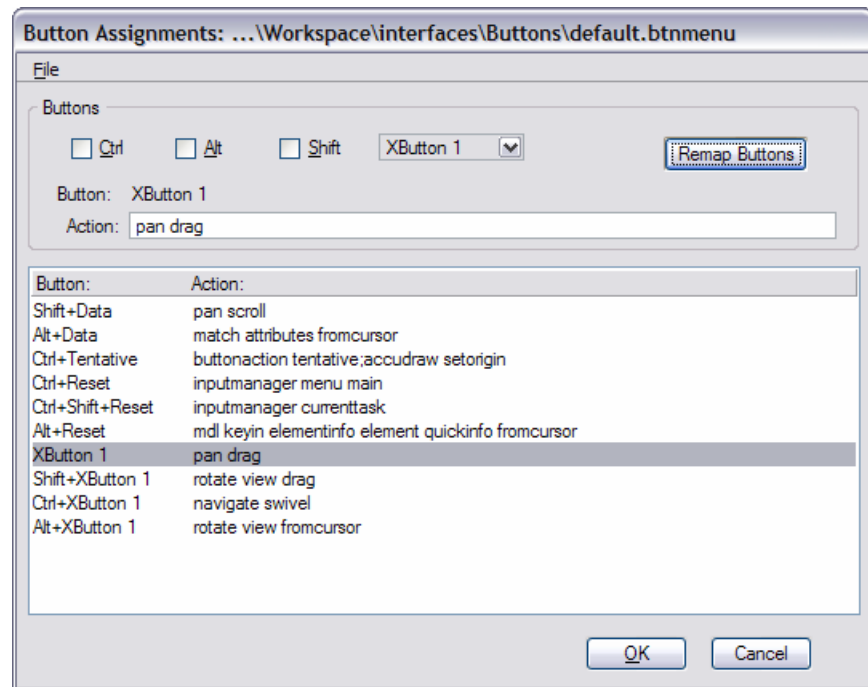 Button Assignments: ...\Workspace\interfaces\Buttons\default.btnmenu
File
Buttons
Ctrl Alt Shift XButton 1 Remap Buttons
Button: XButton 1
Action: pan drag
Button: Action:
Shift+Data pan scroll
Alt+Data match attributes fromcursor
Ctrl+Tentative buttonaction tentative;accudraw setorigin
Ctrl+Reset inputmanager menu main
Ctrl+Shift+Reset inputmanager currenttask
Alt+Reset mdl keyin elementinfo element quickinfo fromcursor
XButton 1 pan drag
Shift+XButton 1 rotate view drag
Ctrl+XButton 1 navigate swivel
Alt+XButton 1 rotate view fromcursor
OK Cancel